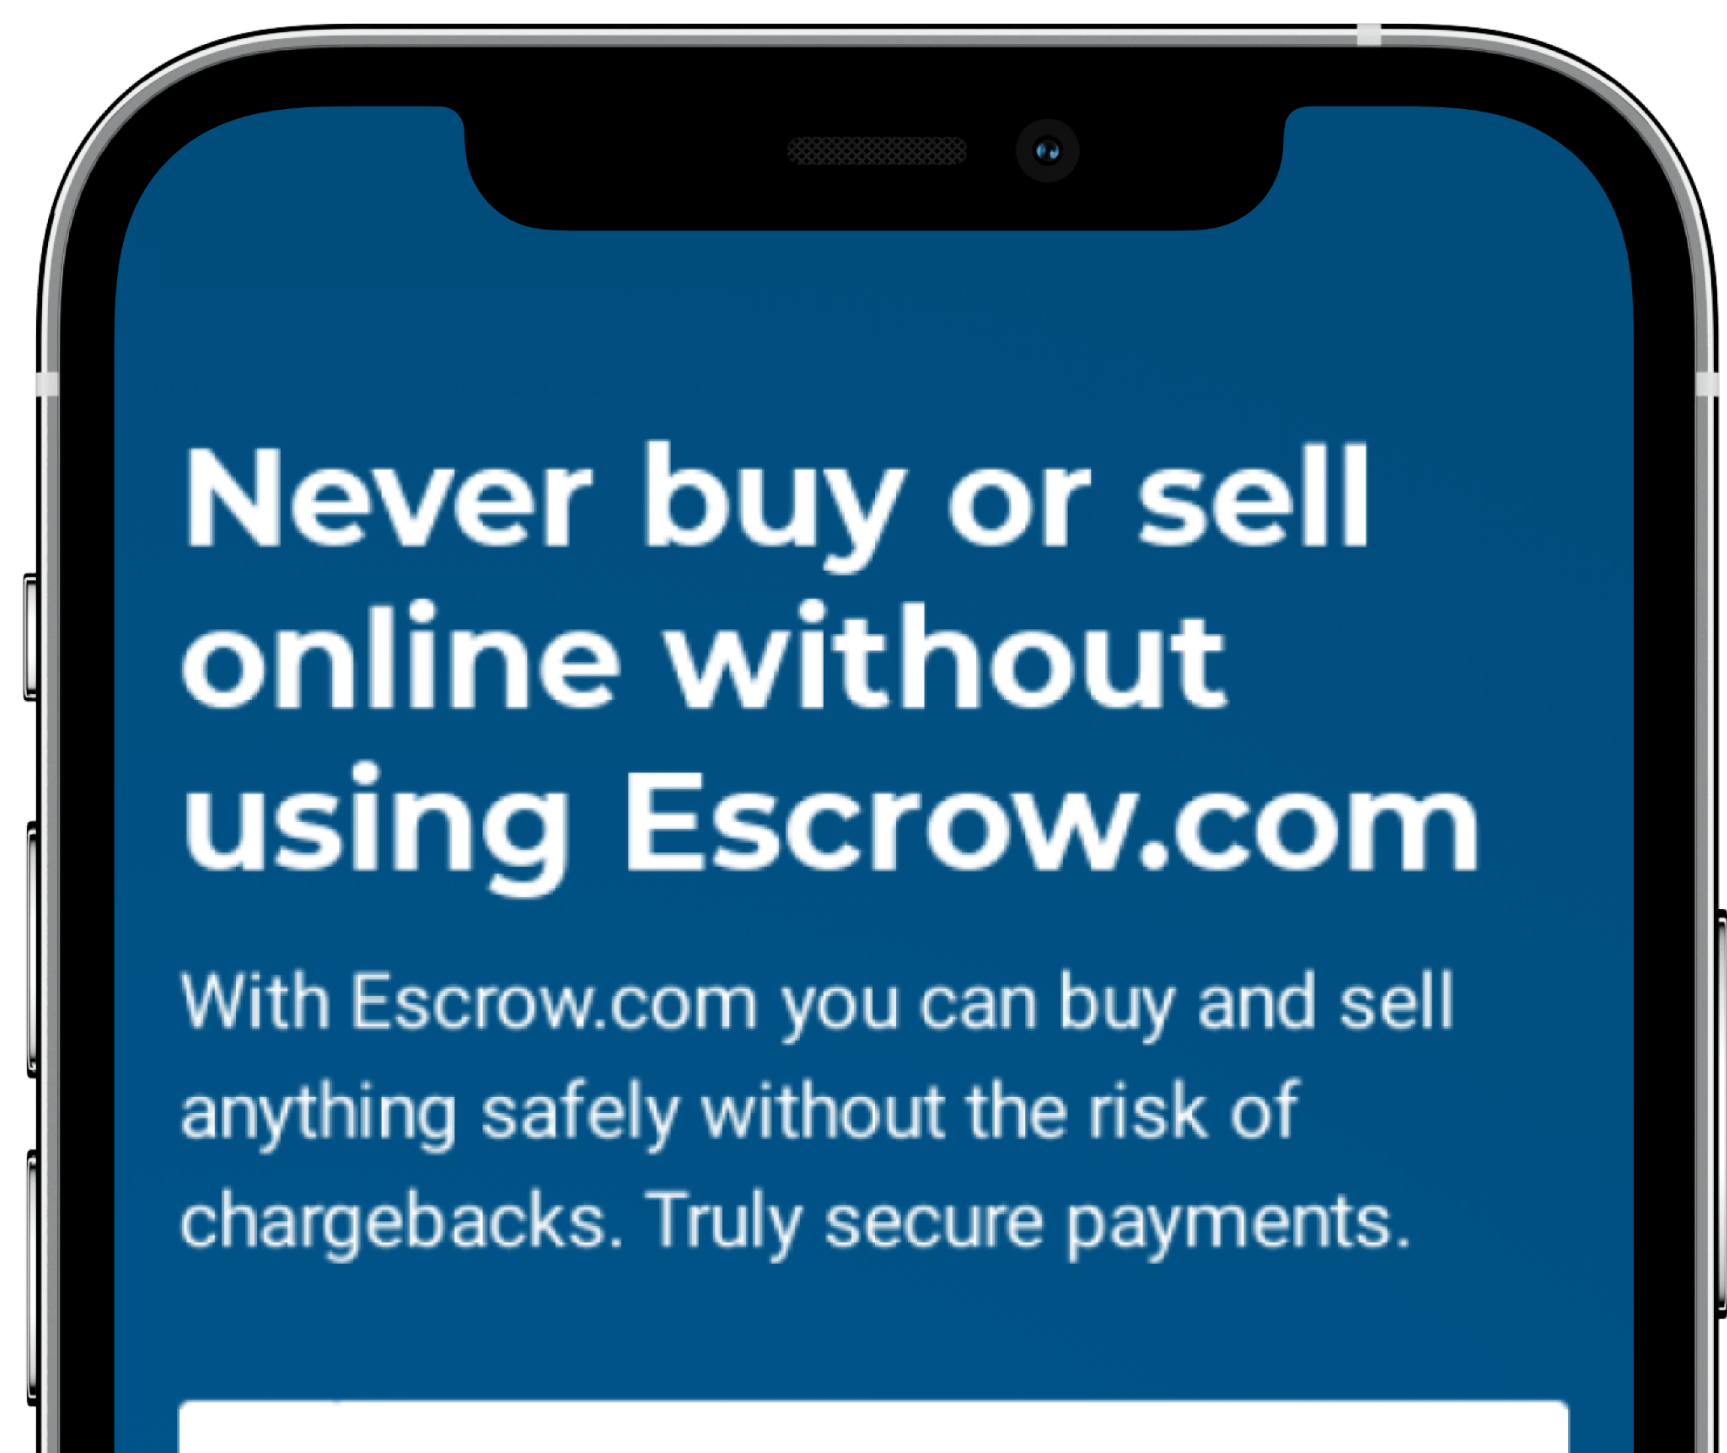 Never buy or sell
online without
using Escrow.com
With Escrow.com you can buy and sell
anything safely without the risk of
chargebacks. Truly secure payments.